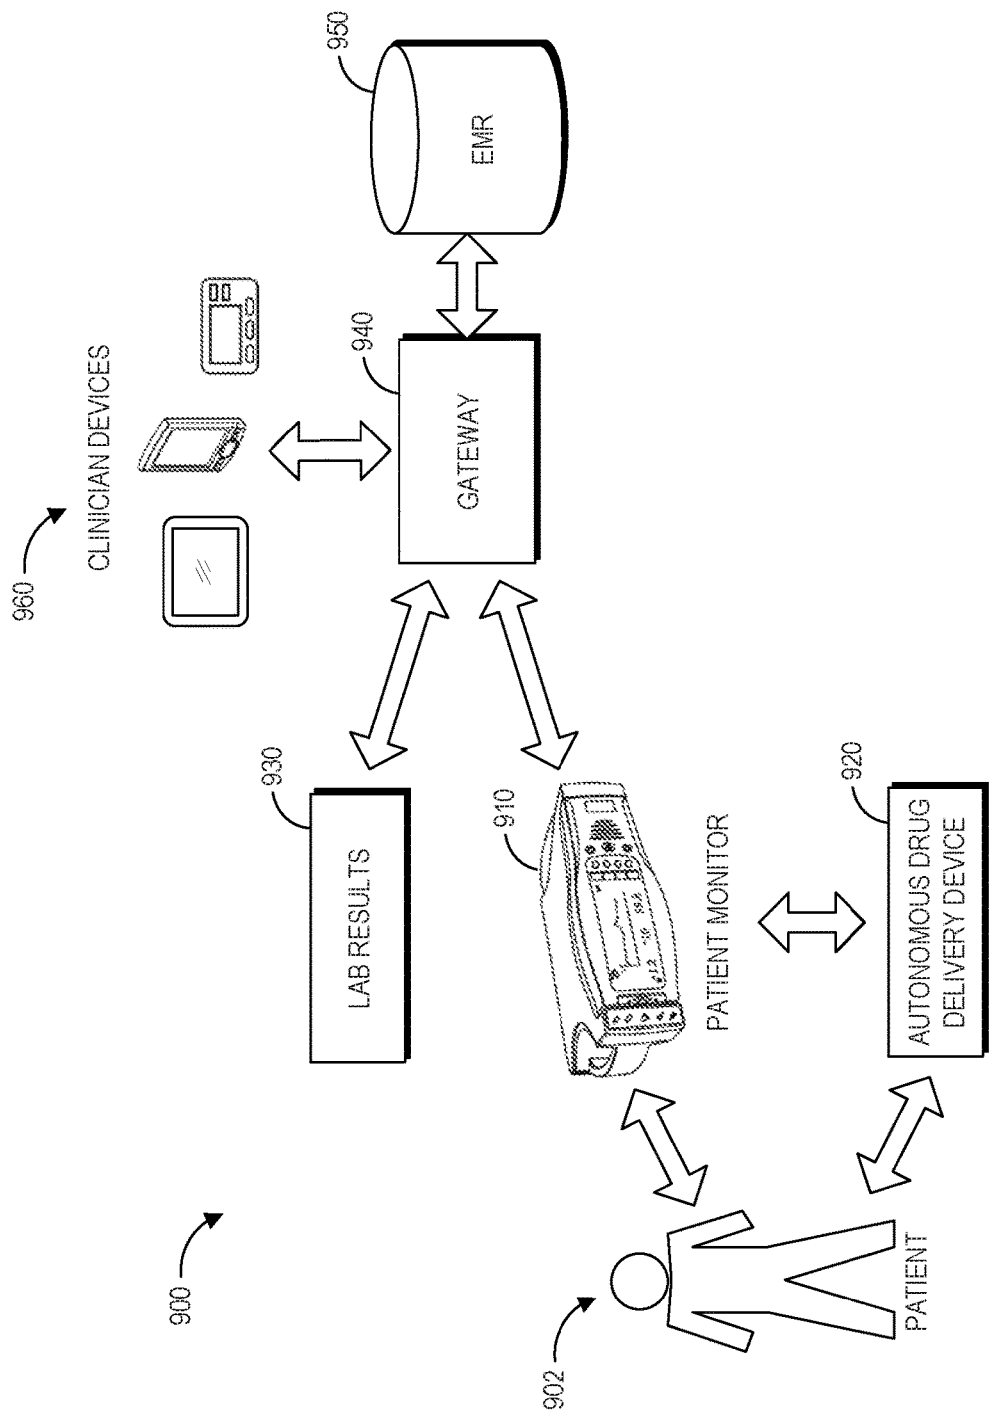 960
CLINICIAN DEVICES
950
EMR
940
GATEWAY
930
LAB RESULTS
910
PATIENT MONITOR
920
AUTONOMOUS DRUG
DELIVERY DEVICE
900
902
PATIENT